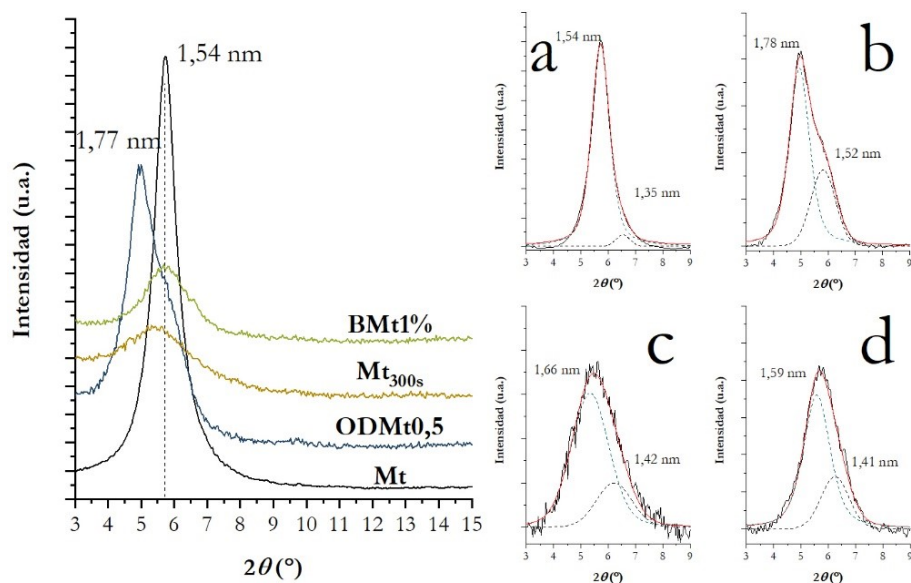 Intensidad (u.a.)
1,54 nm
1,77 nm
BMt1%
Mt300s
ODMt0,5
Mt
3 4 5 6 7 8 9 10 11 12 13 14 15
2θ (°)
a
Intensidad (u.a.)
1,54 nm
1,35 nm
3 4 5 6 7 8 9
2θ (°)
b
Intensidad (u.a.)
1,78 nm
1,52 nm
3 4 5 6 7 8 9
2θ (°)
c
Intensidad (u.a.)
1,66 nm
1,42 nm
3 4 5 6 7 8 9
2θ (°)
d
Intensidad (u.a.)
1,59 nm
1,41 nm
3 4 5 6 7 8 9
2θ (°)